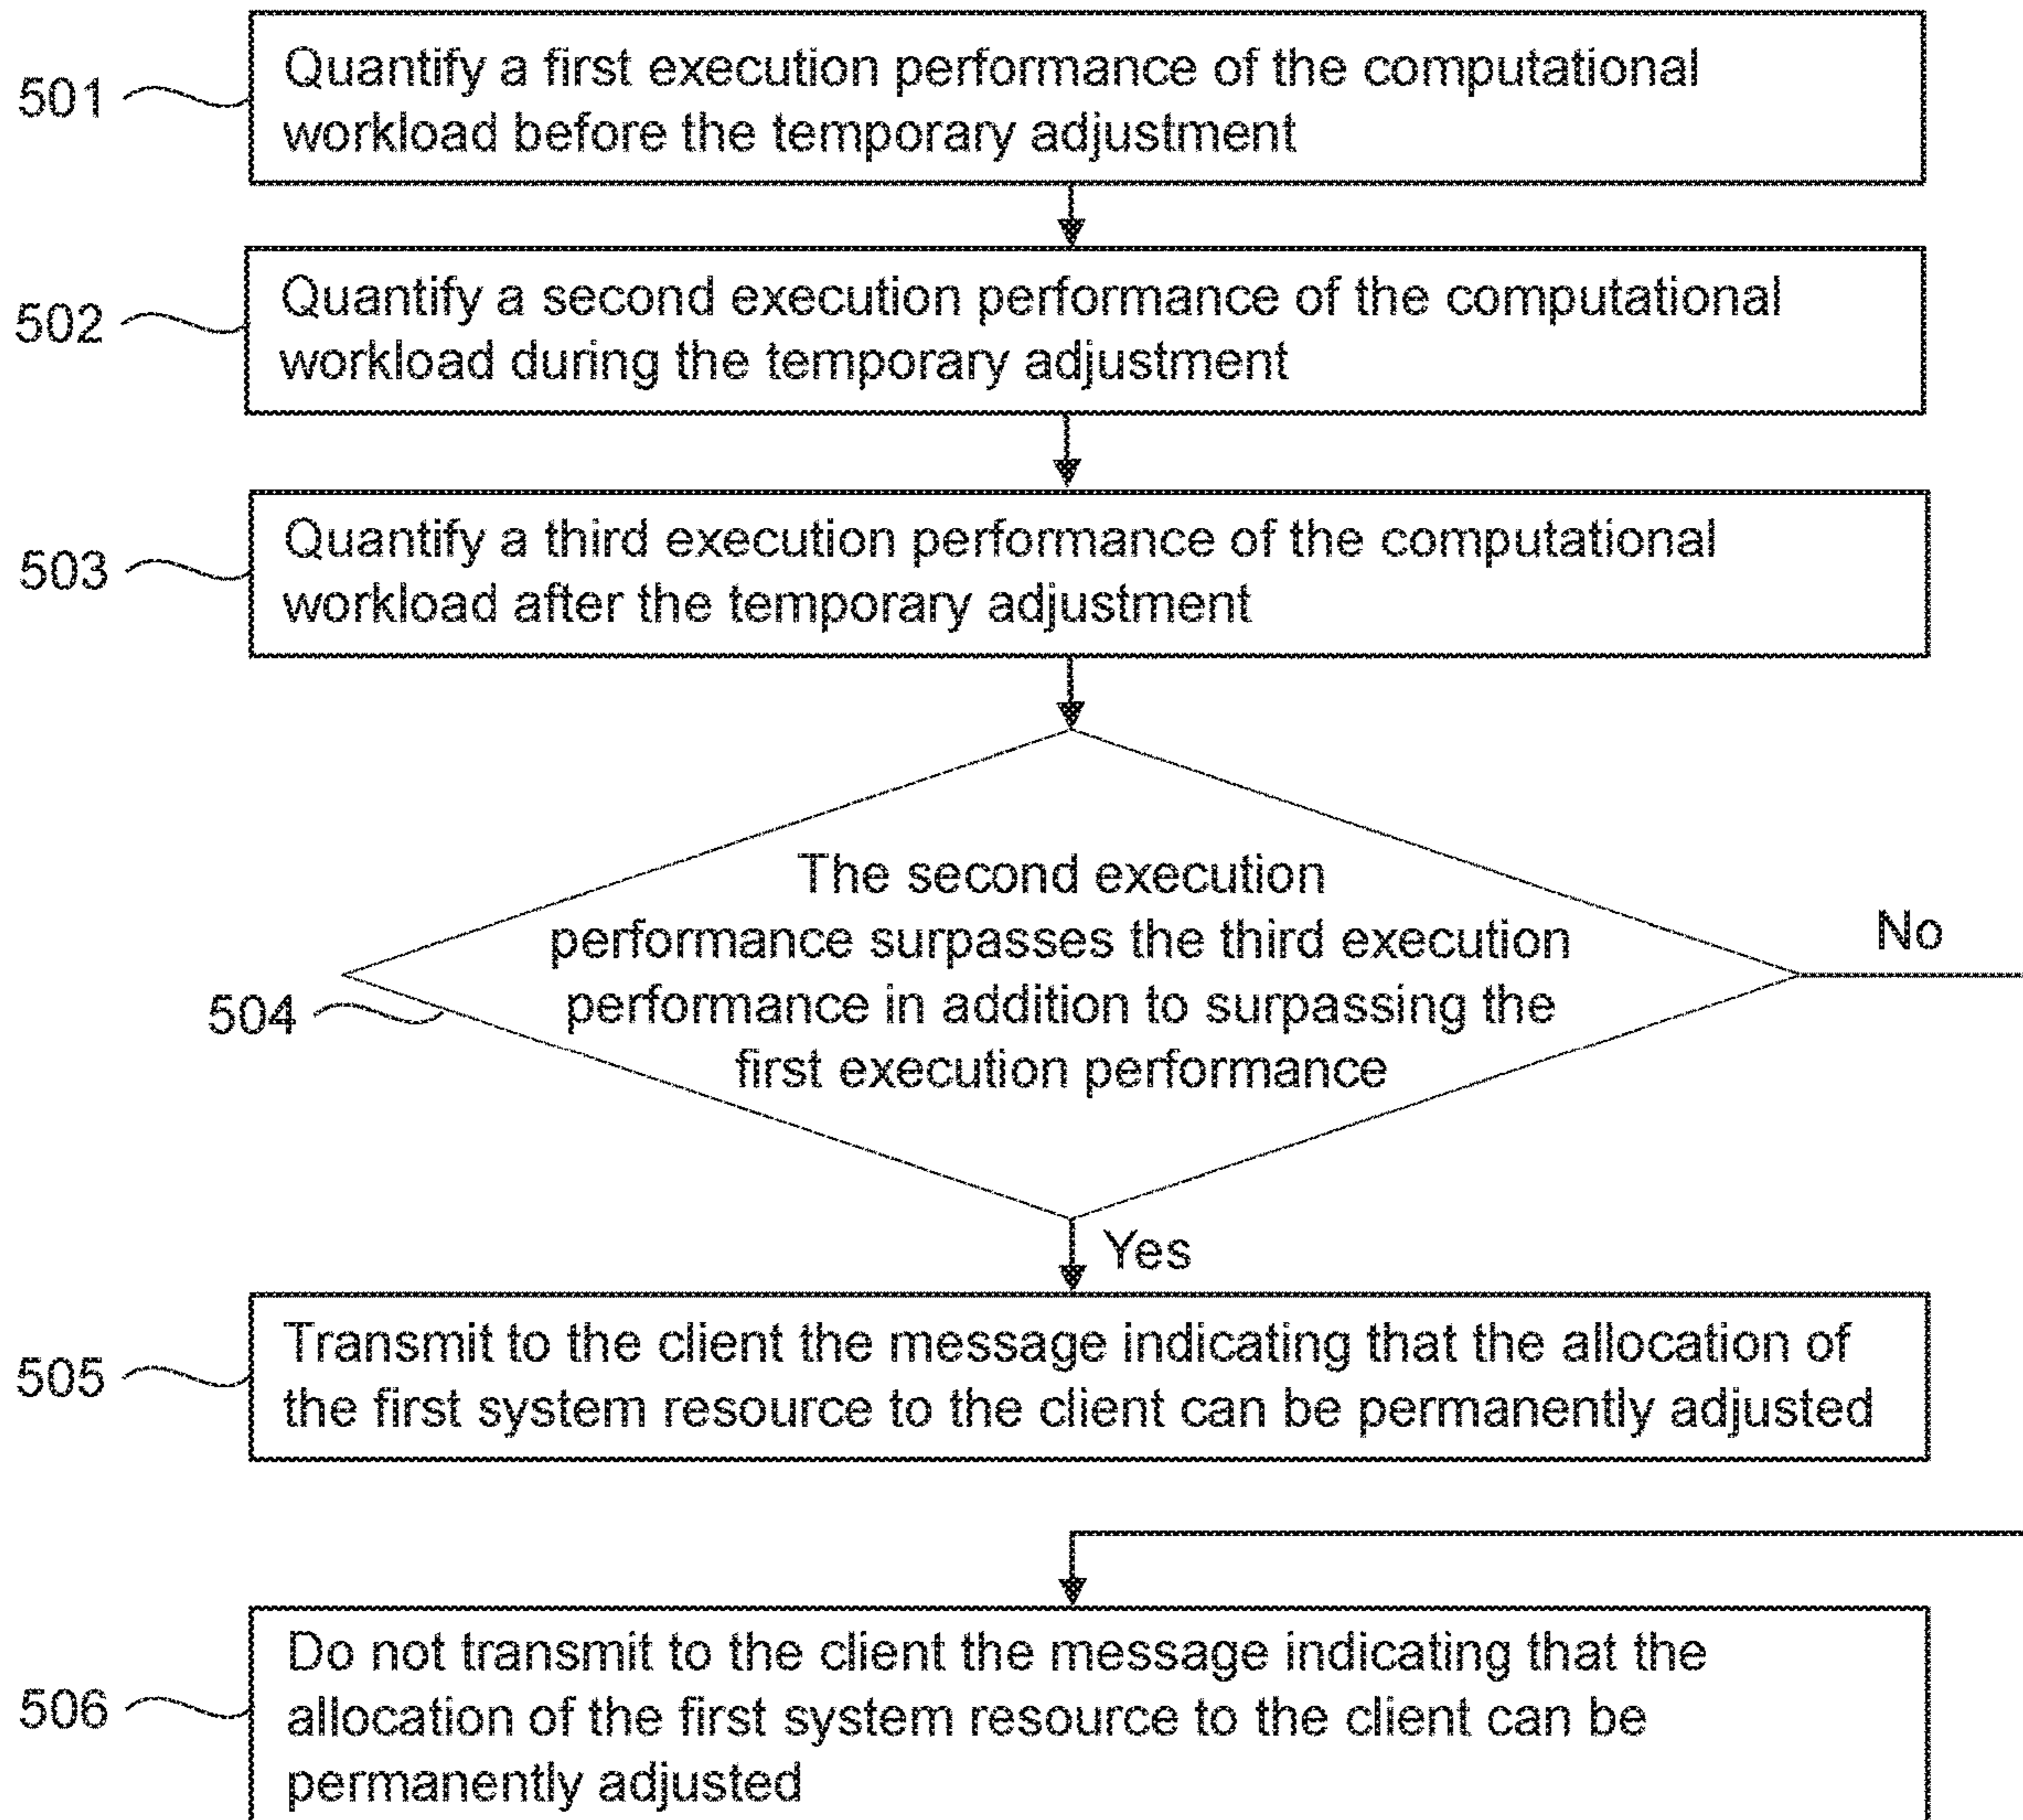 501
Quantify a first execution performance of the computational
workload before the temporary adjustment
502
Quantify a second execution performance of the computational
workload during the temporary adjustment
503
Quantify a third execution performance of the computational
workload after the temporary adjustment
The second execution
performance surpasses the third execution
performance in addition to surpassing the
first execution performance
504
No
Yes
505
Transmit to the client the message indicating that the allocation of
the first system resource to the client can be permanently adjusted
506
Do not transmit to the client the message indicating that the
allocation of the first system resource to the client can be
permanently adjusted